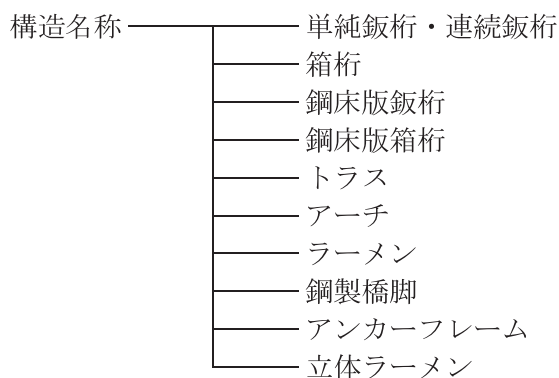 構造名称 単純鈑桁・連続鈑桁
箱桁
鋼床版鈑桁
鋼床版箱桁
トラス
アーチ
ラーメン
鋼製橋脚
アンカーフレーム
立体ラーメン